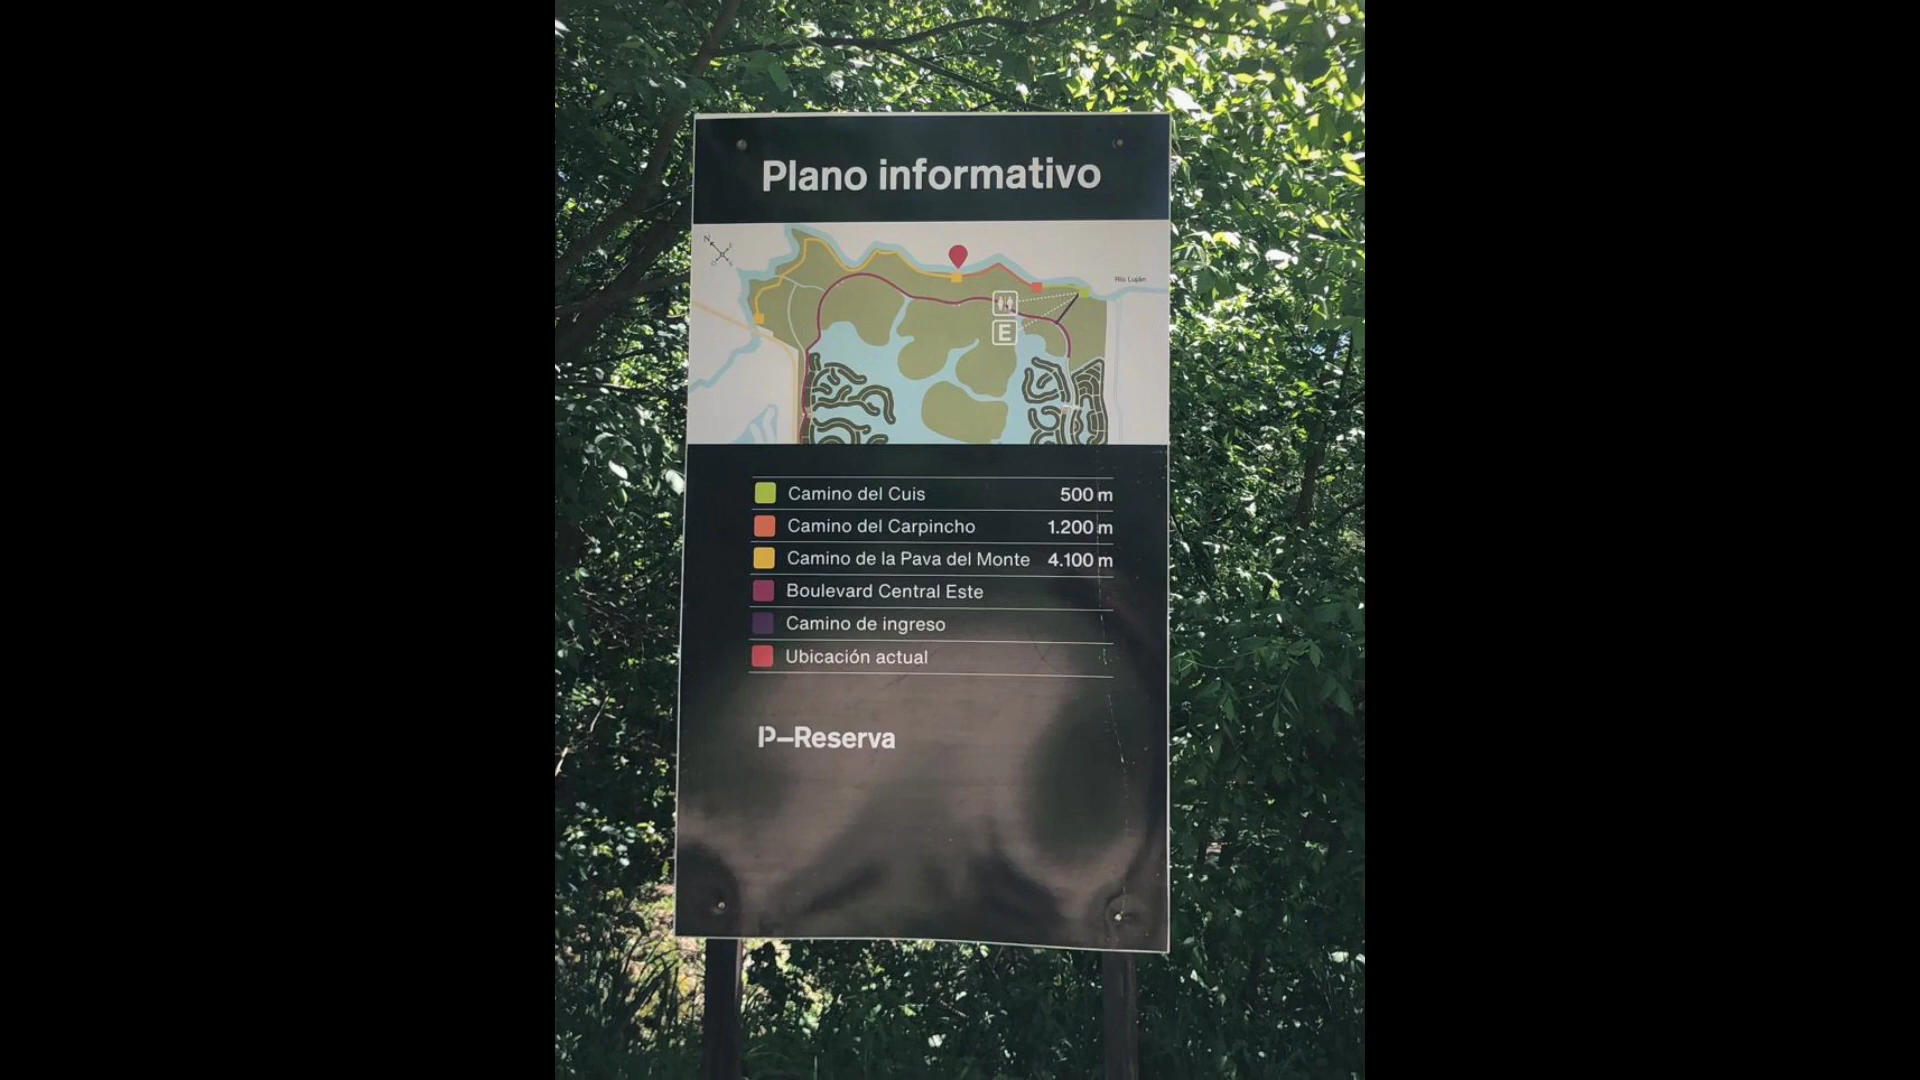 Plano informativo
N
Río Luján
E
Camino del Cuis 500 m
Camino del Carpincho 1.200 m
Camino de la Pava del Monte 4.100 m
Boulevard Central Este
Camino de ingreso
Ubicación actual
P–Reserva